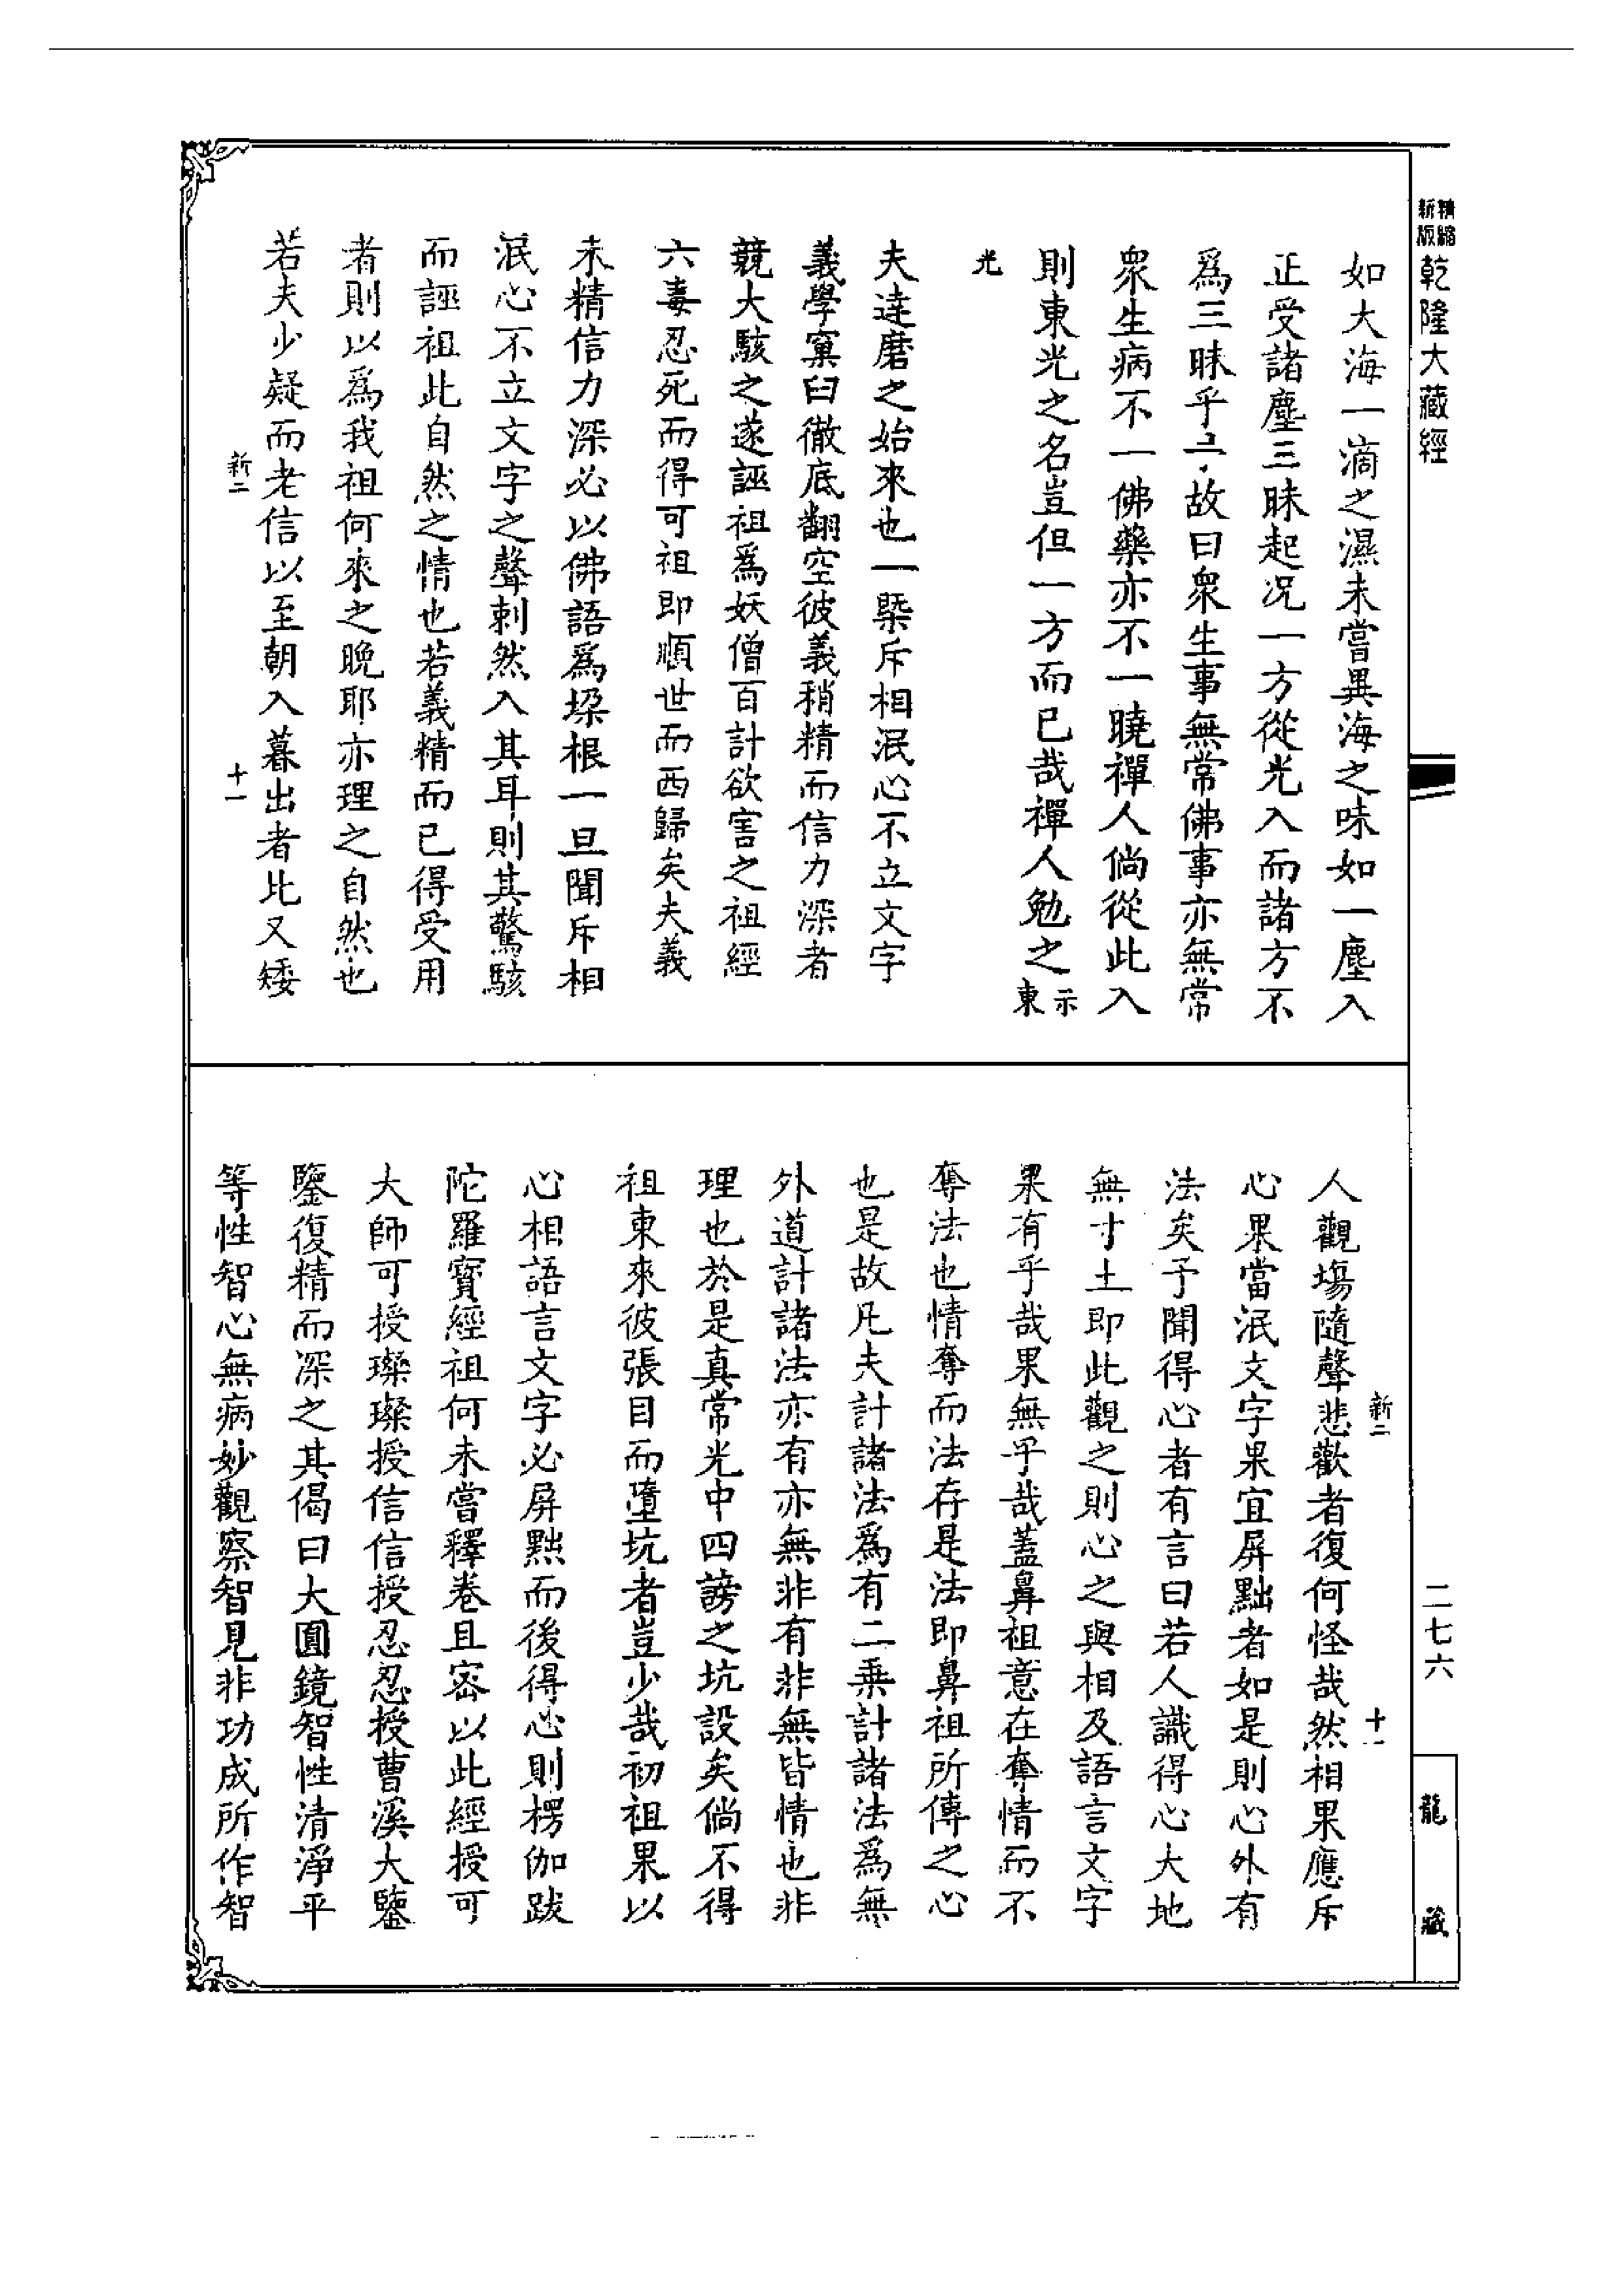 精縮新版乾隆大藏經
如大海一滴之濕未嘗異海之味如一塵入
正受諸塵三昧起况一方從光入而諸方不
爲三昧乎故曰衆生事無常佛事亦無常
衆生病不一佛藥亦不一曉禪人倘從此入
則東光之名豈但一方而已哉禪人勉之示東
光
夫達磨之始來也一槩斥相泯心不立文字
義學窠臼徹底翻空彼義稍精而信力深者
競大駭之遂誣祖爲妖僧百計欲害之祖經
六毒忍死而得可祖即順世而西歸矣夫義
未精信力深必以佛語爲垛根一旦聞斥相
泯心不立文字之聲剌然入其耳則其驚駭
而誣祖此自然之情也若義精而已得受用
者則以爲我祖何來之晚耶亦理之自然也
若夫少疑而老信以至朝入暮出者比又矮
新二 十一
新二 十一
人觀塲隨聲悲歡者復何怪哉然相果應斥
心果當泯文字果宜屏黜者如是則心外有
法矣予聞得心者有言曰若人識得心大地
無寸土即此觀之則心之與相及語言文字
果有乎哉果無乎哉蓋鼻祖意在奪情而不
奪法也情奪而法存是法即鼻祖所傳之心
也是故凡夫計諸法爲有二乘計諸法爲無
外道計諸法亦有亦無非有非無皆情也非
理也於是真常光中四謗之坑設矣倘不得
祖東來彼張目而墮坑者豈少哉初祖果以
心相語言文字必屏黜而後得心則楞伽跋
陀羅寶經祖何未嘗釋卷且密以此經授可
大師可授璨璨授信信授忍忍授曹溪大鑒
鑒復精而深之其偈曰大圓鏡智性清淨平
等性智心無病妙觀察智見非功成所作智
二七六
龍藏